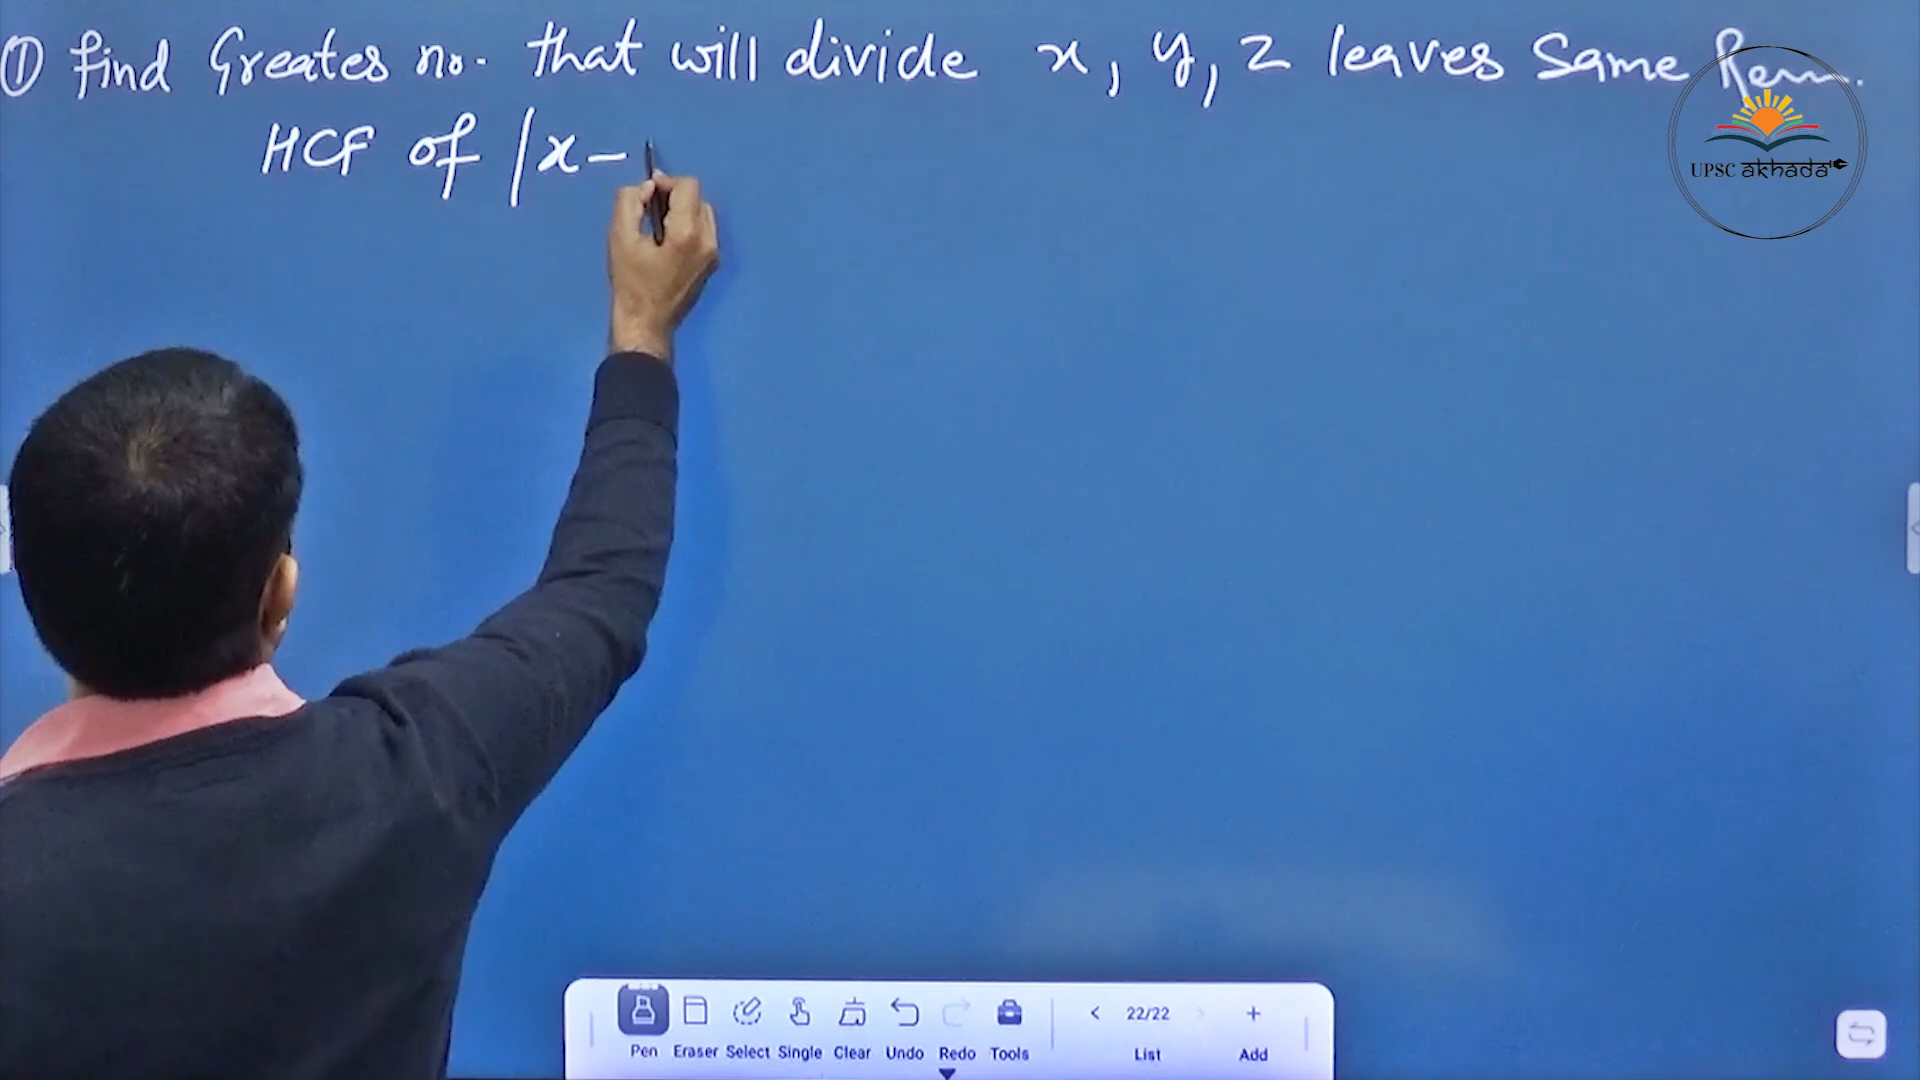 ① find Greates no. that will divide x, y, z leaves Same Rem.
HCF of |x-
UPSC akhada
Pen Eraser Select Single Clear Undo Redo Tools < 22/22 List + Add